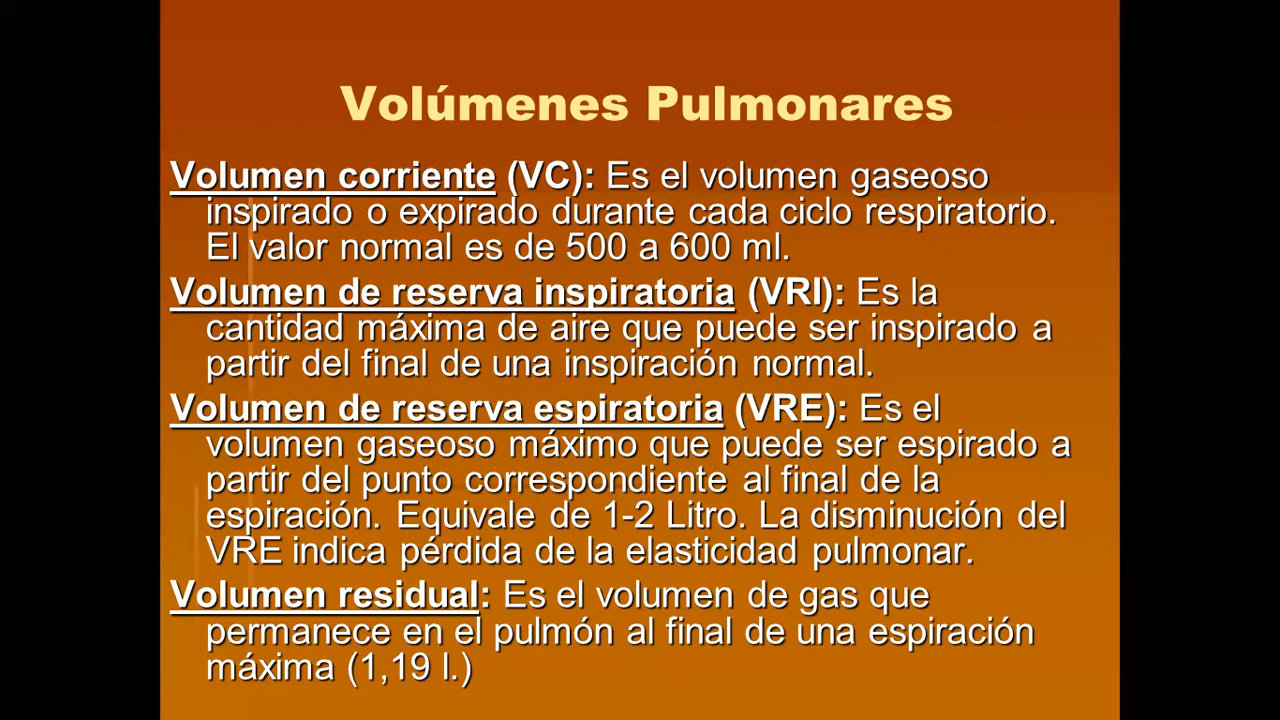 Volúmenes Pulmonares
Volumen corriente (VC): Es el volumen gaseoso
inspirado o expirado durante cada ciclo respiratorio.
El valor normal es de 500 a 600 ml.
Volumen de reserva inspiratoria (VRI): Es la
cantidad máxima de aire que puede ser inspirado a
partir del final de una inspiración normal.
Volumen de reserva espiratoria (VRE): Es el
volumen gaseoso máximo que puede ser espirado a
partir del punto correspondiente al final de la
espiración. Equivale de 1-2 Litro. La disminución del
VRE indica pérdida de la elasticidad pulmonar.
Volumen residual: Es el volumen de gas que
permanece en el pulmón al final de una espiración
máxima (1,19 l.)